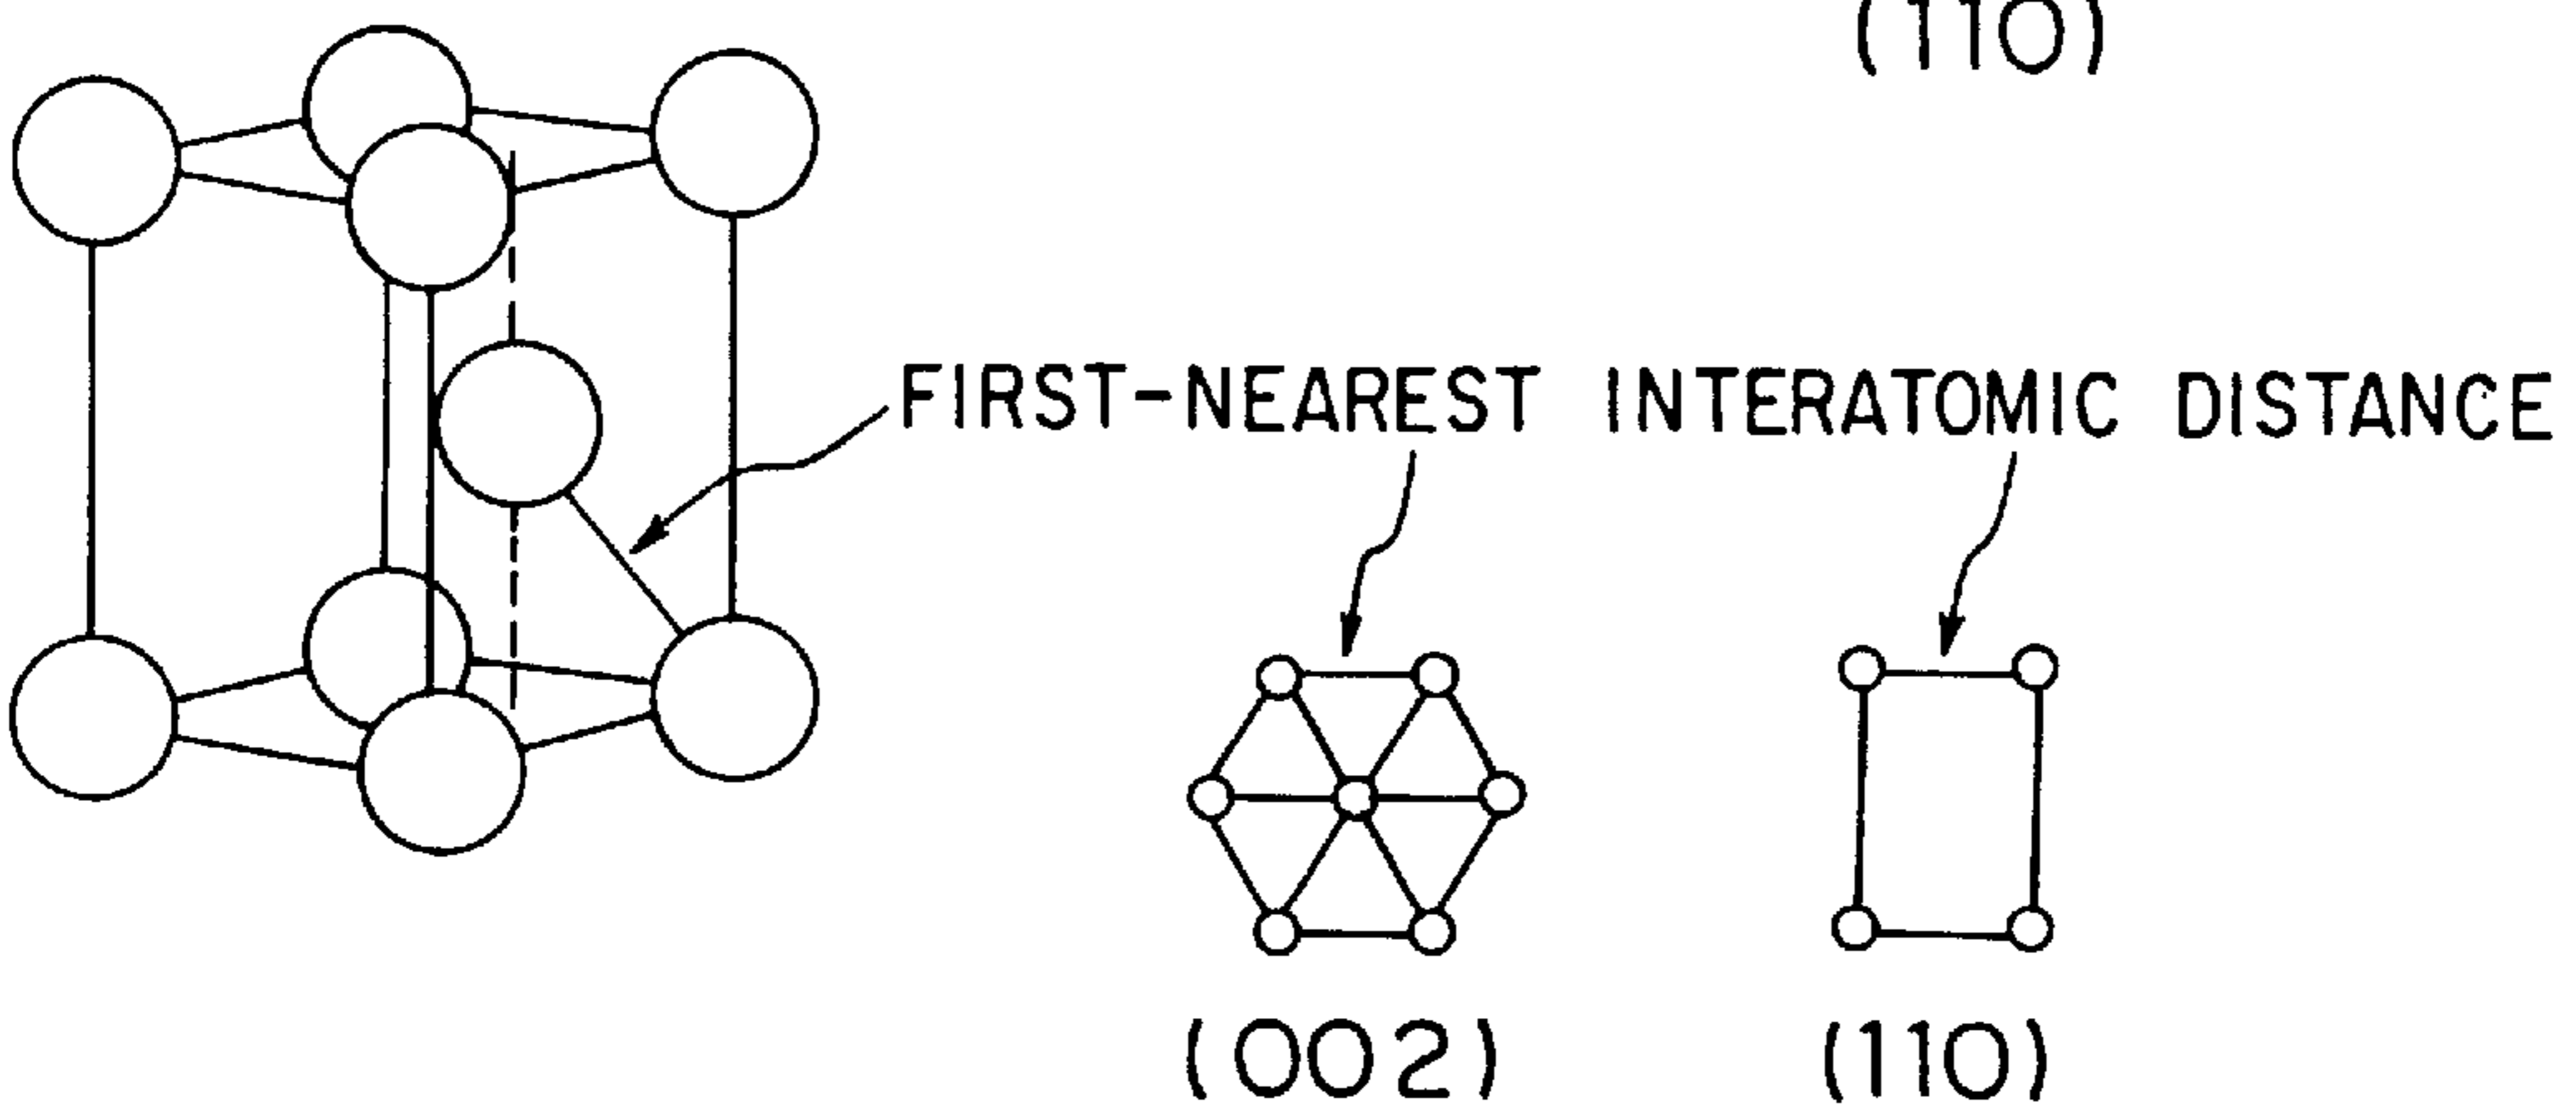 (110)
FIRST-NEAREST INTERATOMIC DISTANCE
(002) (110)